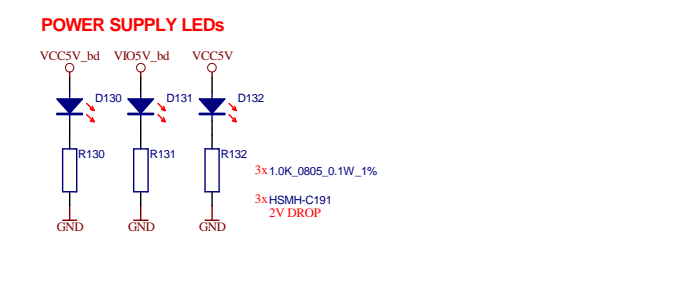 POWER SUPPLY LEDs
VCC5V_bd VIO5V_bd VCC5V
D130 D131 D132
R130 R131 R132
3x 1.0K_0805_0.1W_1%
3x HSMH-C191
2V DROP
GND GND GND